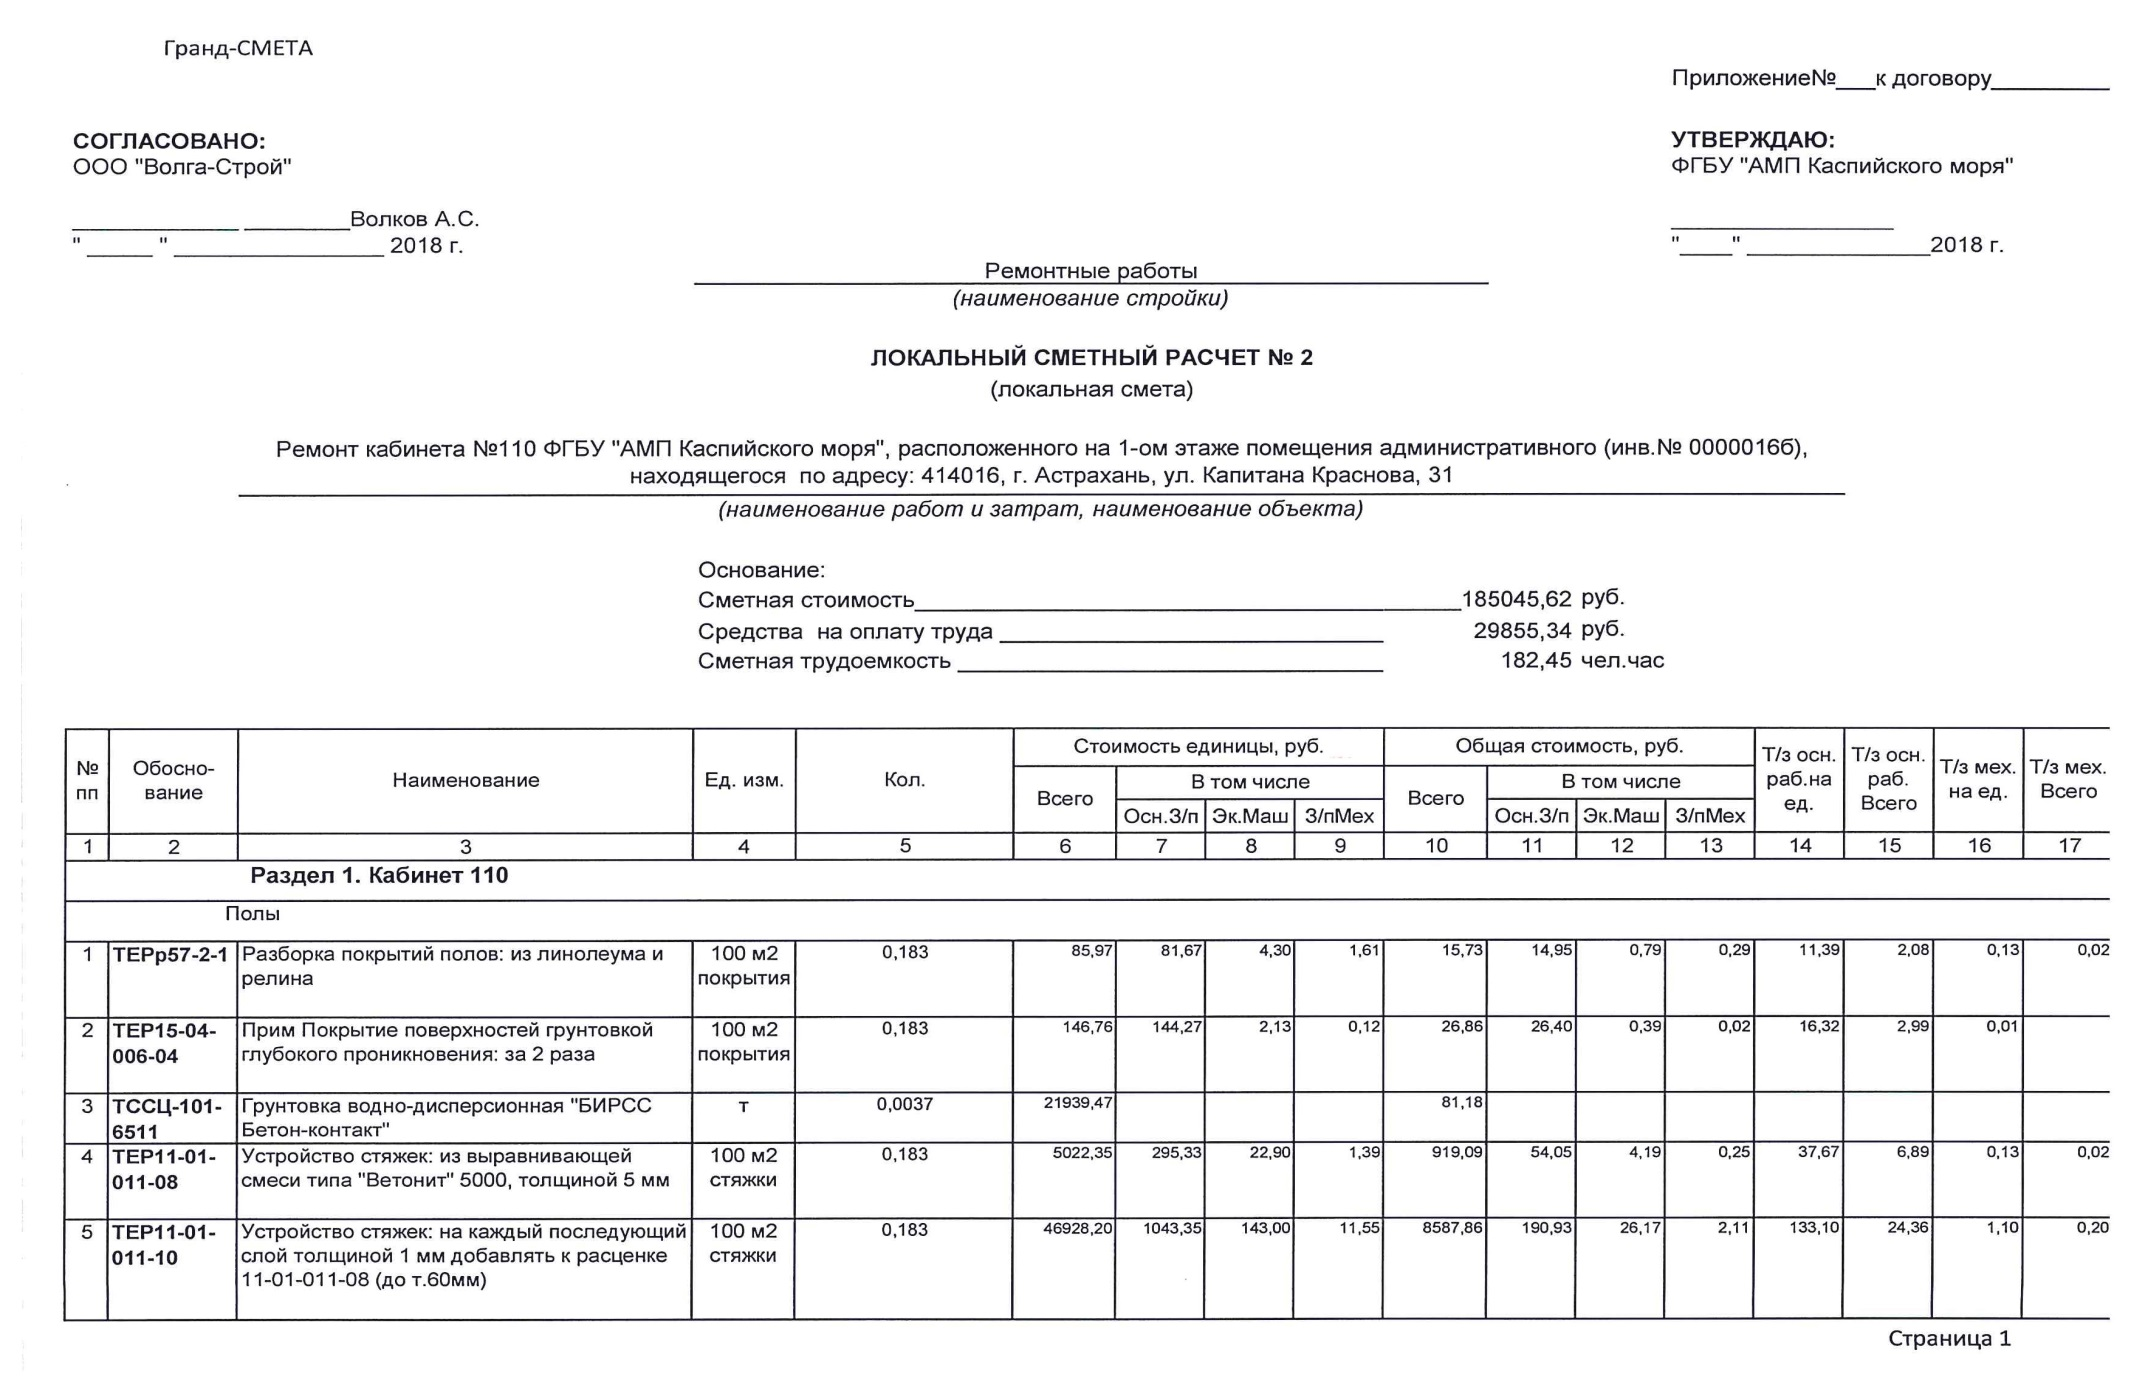 Гранд-СМЕТА
Приложение№___к договору__________
СОГЛАСОВАНО:
ООО "Волга-Строй"
УТВЕРЖДАЮ:
ФГБУ "АМП Каспийского моря"
_______________ ____________Волков А.С.
"______" ___________________ 2018 г.
____________________
"_____" _________________2018 г.
Ремонтные работы
(наименование стройки)
ЛОКАЛЬНЫЙ СМЕТНЫЙ РАСЧЕТ № 2
(локальная смета)
Ремонт кабинета №110 ФГБУ "АМП Каспийского моря", расположенного на 1-ом этаже помещения административного (инв.№ 0000016б),
находящегося по адресу: 414016, г. Астрахань, ул. Капитана Краснова, 31
(наименование работ и затрат, наименование объекта)
Основание:
Сметная стоимость 185045,62 руб.
Средства на оплату труда 29855,34 руб.
Сметная трудоемкость 182,45 чел.час
№ пп
Обосно-
вание
Наименование
Ед. изм.
Кол.
Стоимость единицы, руб.
Всего
В том числе
Осн.З/п Эк.Маш З/пМех
Общая стоимость, руб.
Всего
В том числе
Осн.З/п Эк.Маш З/пМех
Т/з осн.
раб.на
ед.
Т/з осн.
раб.
Всего
Т/з мех.
на ед.
Т/з мех.
Всего
1 2 3 4 5 6 7 8 9 10 11 12 13 14 15 16 17
Раздел 1. Кабинет 110
Полы
1 ТЕРр57-2-1 Разборка покрытий полов: из линолеума и 100 м2 0,183 85,97 81,67 4,30 1,61 15,73 14,95 0,79 0,29 11,39 2,08 0,13 0,02
релина покрытия
2 ТЕР15-04- Прим Покрытие поверхностей грунтовкой 100 м2 0,183 146,76 144,27 2,13 0,12 26,86 26,40 0,39 0,02 16,32 2,99 0,01
006-04 глубокого проникновения: за 2 раза покрытия
3 ТССЦ-101- Грунтовка водно-дисперсионная "БИРСС т 0,0037 21939,47 81,18
6511 Бетон-контакт"
4 ТЕР11-01- Устройство стяжек: из выравнивающей 100 м2 0,183 5022,35 295,33 22,90 1,39 919,09 54,05 4,19 0,25 37,67 6,89 0,13 0,02
011-08 смеси типа "Ветонит" 5000, толщиной 5 мм стяжки
5 ТЕР11-01- Устройство стяжек: на каждый последующий 100 м2 0,183 46928,20 1043,35 143,00 11,55 8587,86 190,93 26,17 2,11 133,10 24,36 1,10 0,20
011-10 слой толщиной 1 мм добавлять к расценке стяжки
11-01-011-08 (до т.60мм)
Страница 1